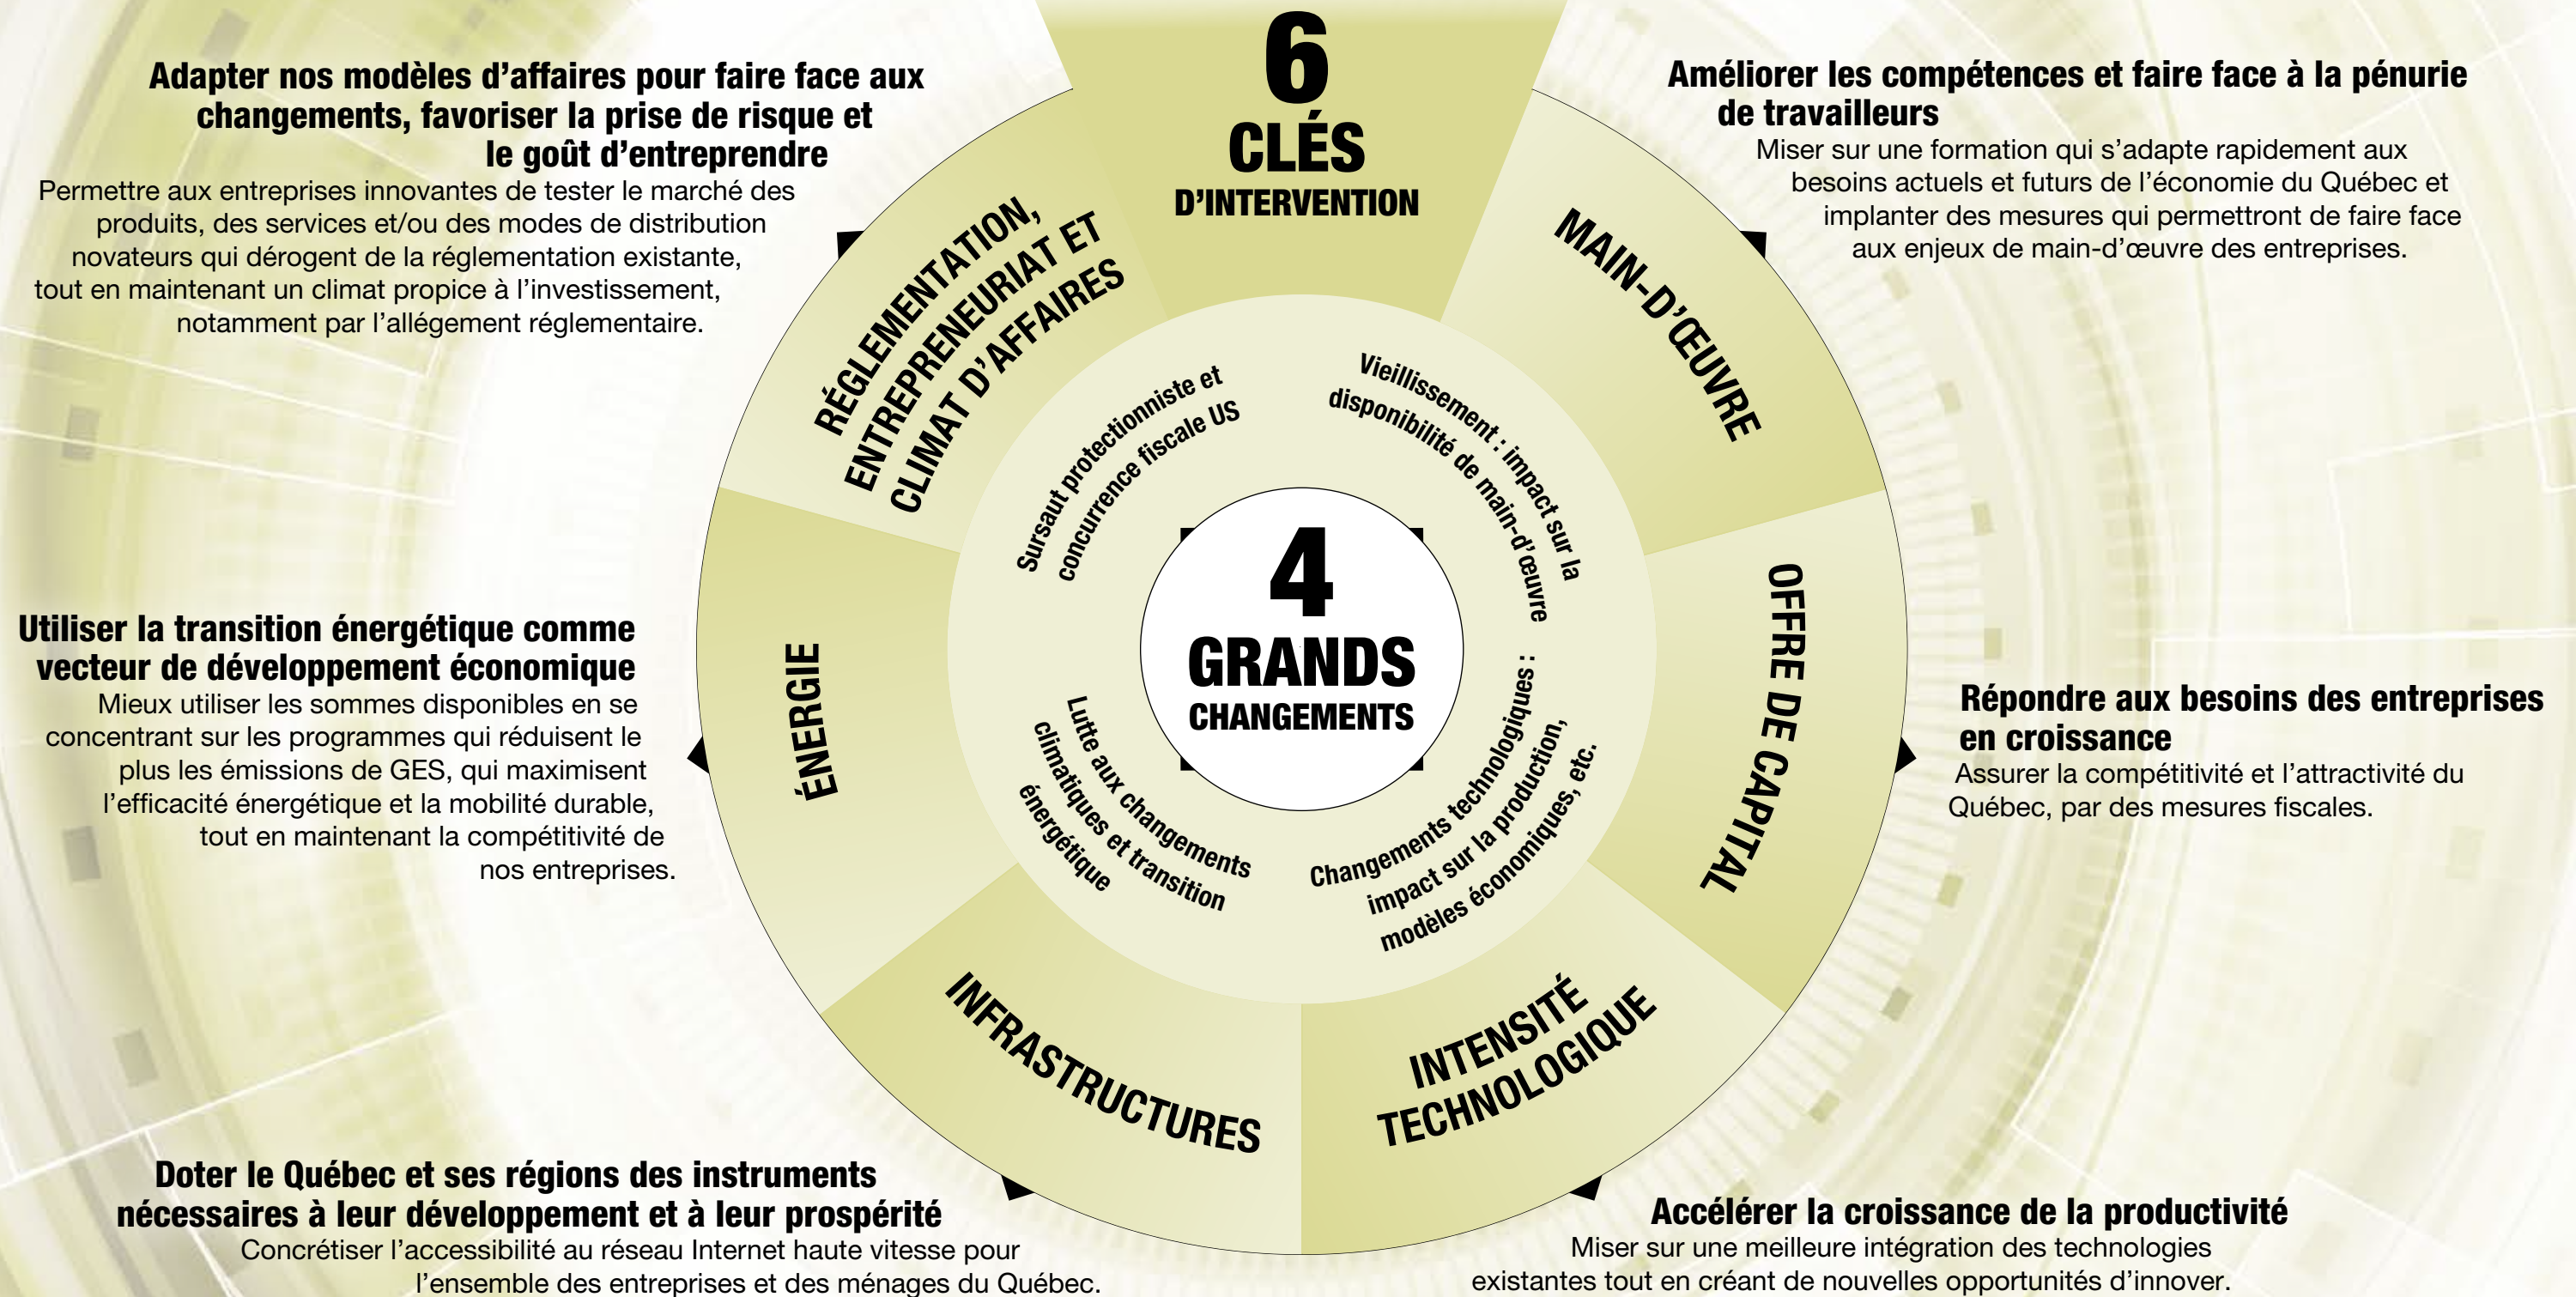 6
CLÉS
D’INTERVENTION
Adapter nos modèles d’affaires pour faire face aux
changements, favoriser la prise de risque et
le goût d’entreprendre
Permettre aux entreprises innovantes de tester le marché des
produits, des services et/ou des modes de distribution
novateurs qui dérogent de la réglementation existante,
tout en maintenant un climat propice à l’investissement,
notamment par l’allégement réglementaire.
Améliorer les compétences et faire face à la pénurie
de travailleurs
Miser sur une formation qui s’adapte rapidement aux
besoins actuels et futurs de l’économie du Québec et
implanter des mesures qui permettront de faire face
aux enjeux de main-d’œuvre des entreprises.
RÉGLEMENTATION,
ENTREPRENEURIAT ET
CLIMAT D’AFFAIRES
MAIN-D’ŒUVRE
Sursaut protectionniste et
concurrence fiscale US
Vieillissement : impact sur la
disponibilité de main-d’œuvre
4
GRANDS
CHANGEMENTS
OFFRE DE CAPITAL
ÉNERGIE
Utiliser la transition énergétique comme
vecteur de développement économique
Mieux utiliser les sommes disponibles en se
concentrant sur les programmes qui réduisent le
plus les émissions de GES, qui maximisent
l’efficacité énergétique et la mobilité durable,
tout en maintenant la compétitivité de
nos entreprises.
Lutte aux changements
climatiques et transition
énergétique
Changements technologiques :
impact sur la production,
modèles économiques, etc.
Répondre aux besoins des entreprises
en croissance
Assurer la compétitivité et l’attractivité du
Québec, par des mesures fiscales.
INFRASTRUCTURES
INTENSITÉ
TECHNOLOGIQUE
Doter le Québec et ses régions des instruments
nécessaires à leur développement et à leur prospérité
Concrétiser l’accessibilité au réseau Internet haute vitesse pour
l’ensemble des entreprises et des ménages du Québec.
Accélérer la croissance de la productivité
Miser sur une meilleure intégration des technologies
existantes tout en créant de nouvelles opportunités d’innover.